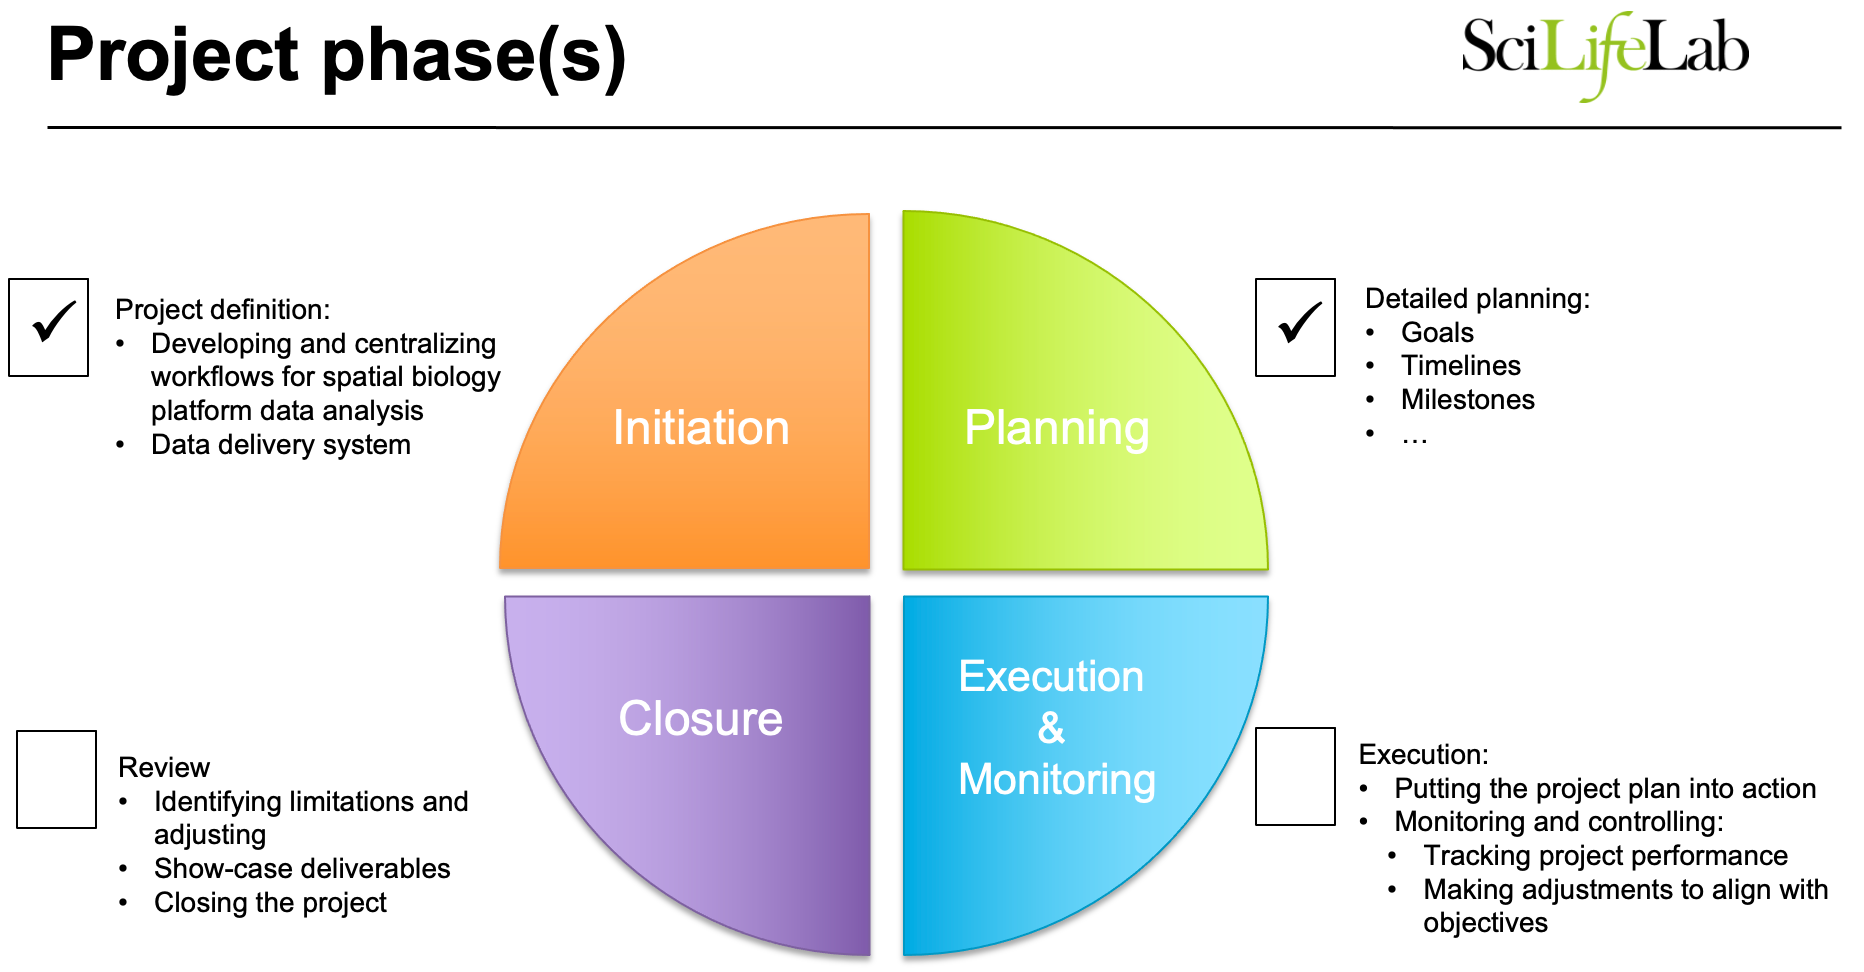 Project phase(s)
SciLifeLab
✓
Project definition:
• Developing and centralizing
workflows for spatial biology
platform data analysis
• Data delivery system
Initiation
Planning
✓
Detailed planning:
• Goals
• Timelines
• Milestones
• …
Review
• Identifying limitations and
adjusting
• Show-case deliverables
• Closing the project
Closure
Execution
&
Monitoring
Execution:
• Putting the project plan into action
• Monitoring and controlling:
• Tracking project performance
• Making adjustments to align with
objectives